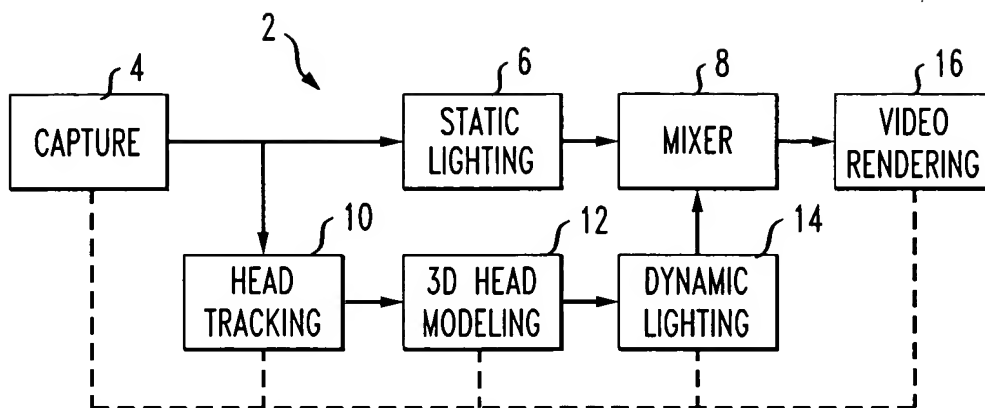 2
4
6
8
16
CAPTURE
STATIC
LIGHTING
MIXER
VIDEO
RENDERING
10
12
14
HEAD
TRACKING
3D HEAD
MODELING
DYNAMIC
LIGHTING